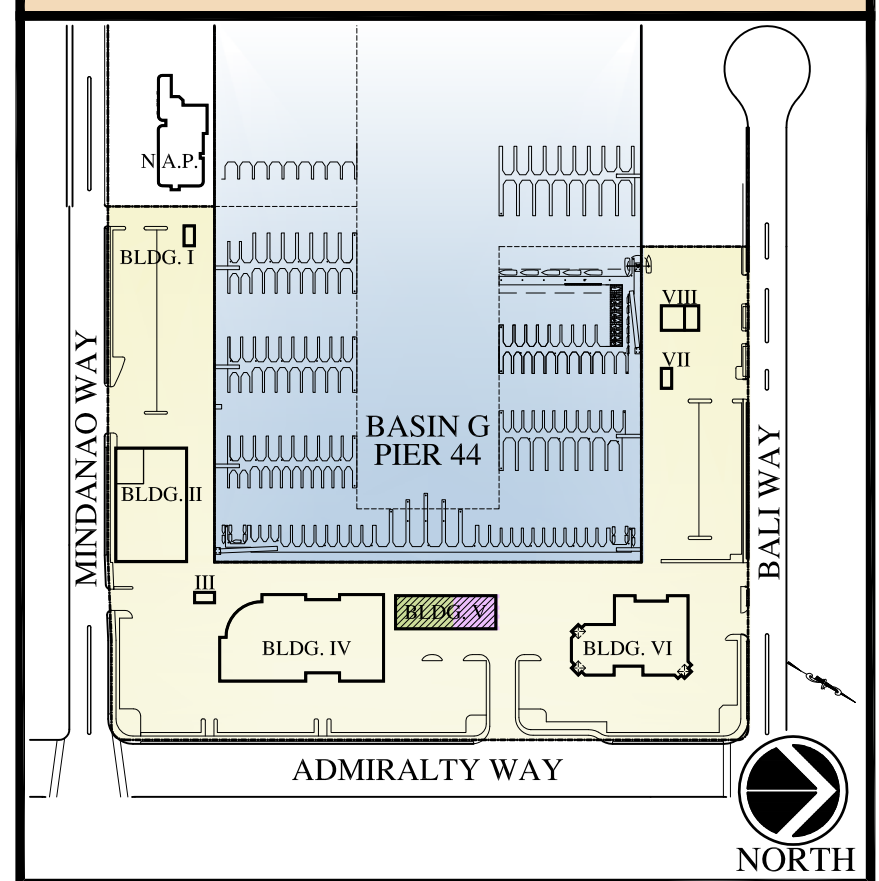 N.A.P.
BLDG. I
VIII
VII
MINDANAO WAY
BASIN G
PIER 44
BLDG. II
BALI WAY
III
BLDG. V
BLDG. IV
BLDG. VI
ADMIRALTY WAY
NORTH